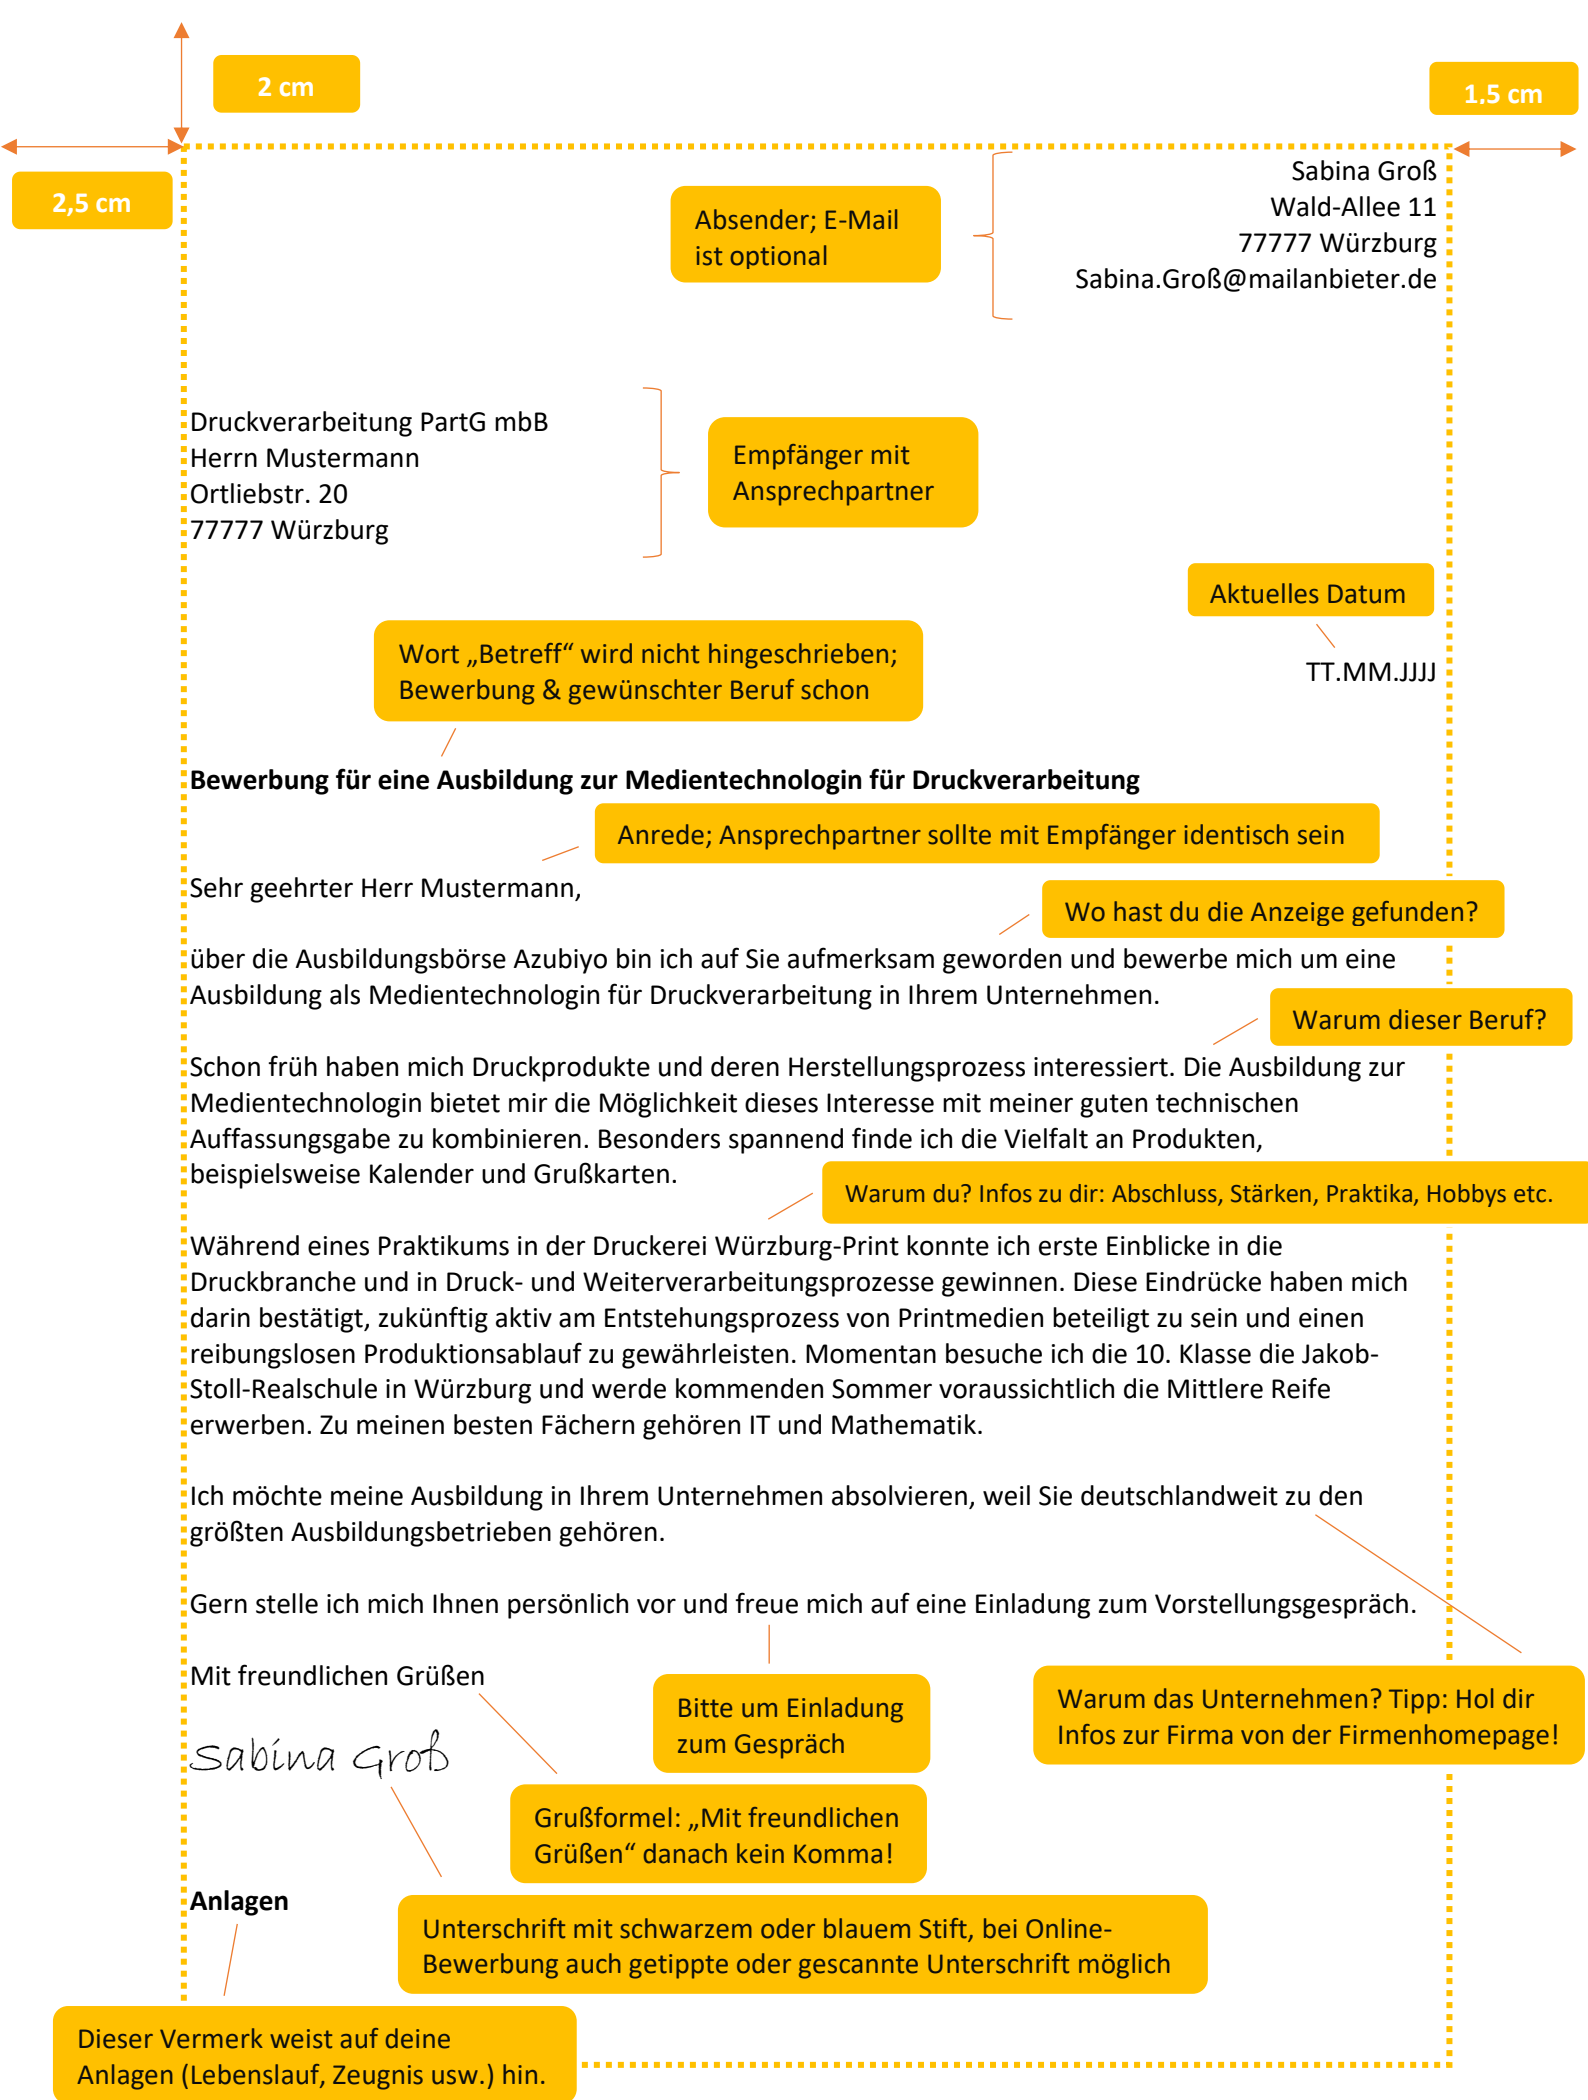 2 cm
1.5 cm
2,5 cm
Sabina Groß
Wald-Allee 11
77777 Würzburg
Sabina.Groß@mailanbieter.de
Absender; E-Mail
ist optional
Druckverarbeitung PartG mbB
Herrn Mustermann
Ortliebstr. 20
77777 Würzburg
Empfänger mit
Ansprechpartner
Aktuelles Datum
TT.MM.JJJJ
Wort „Betreff“ wird nicht hingeschrieben;
Bewerbung & gewünschter Beruf schon
Bewerbung für eine Ausbildung zur Medientechnologin für Druckverarbeitung
Anrede; Ansprechpartner sollte mit Empfänger identisch sein
Sehr geehrter Herr Mustermann,
Wo hast du die Anzeige gefunden?
über die Ausbildungsbörse Azubiyo bin ich auf Sie aufmerksam geworden und bewerbe mich um eine
Ausbildung als Medientechnologin für Druckverarbeitung in Ihrem Unternehmen.
Warum dieser Beruf?
Schon früh haben mich Druckprodukte und deren Herstellungsprozess interessiert. Die Ausbildung zur
Medientechnologin bietet mir die Möglichkeit dieses Interesse mit meiner guten technischen
Auffassungsgabe zu kombinieren. Besonders spannend finde ich die Vielfalt an Produkten,
beispielsweise Kalender und Grußkarten.
Warum du? Infos zu dir: Abschluss, Stärken, Praktika, Hobbys etc.
Während eines Praktikums in der Druckerei Würzburg-Print konnte ich erste Einblicke in die
Druckbranche und in Druck- und Weiterverarbeitungsprozesse gewinnen. Diese Eindrücke haben mich
darin bestätigt, zukünftig aktiv am Entstehungsprozess von Printmedien beteiligt zu sein und einen
reibungslosen Produktionsablauf zu gewährleisten. Momentan besuche ich die 10. Klasse die Jakob-
Stoll-Realschule in Würzburg und werde kommenden Sommer voraussichtlich die Mittlere Reife
erwerben. Zu meinen besten Fächern gehören IT und Mathematik.
Ich möchte meine Ausbildung in Ihrem Unternehmen absolvieren, weil Sie deutschlandweit zu den
größten Ausbildungsbetrieben gehören.
Gern stelle ich mich Ihnen persönlich vor und freue mich auf eine Einladung zum Vorstellungsgespräch.
Mit freundlichen Grüßen
Bitte um Einladung
zum Gespräch
Warum das Unternehmen? Tipp: Hol dir
Infos zur Firma von der Firmenhomepage!
Sabina Groß
Grußformel: „Mit freundlichen
Grüßen“ danach kein Komma!
Anlagen
Unterschrift mit schwarzem oder blauem Stift, bei Online-
Bewerbung auch getippte oder gescannte Unterschrift möglich
Dieser Vermerk weist auf deine
Anlagen (Lebenslauf, Zeugnis usw.) hin.